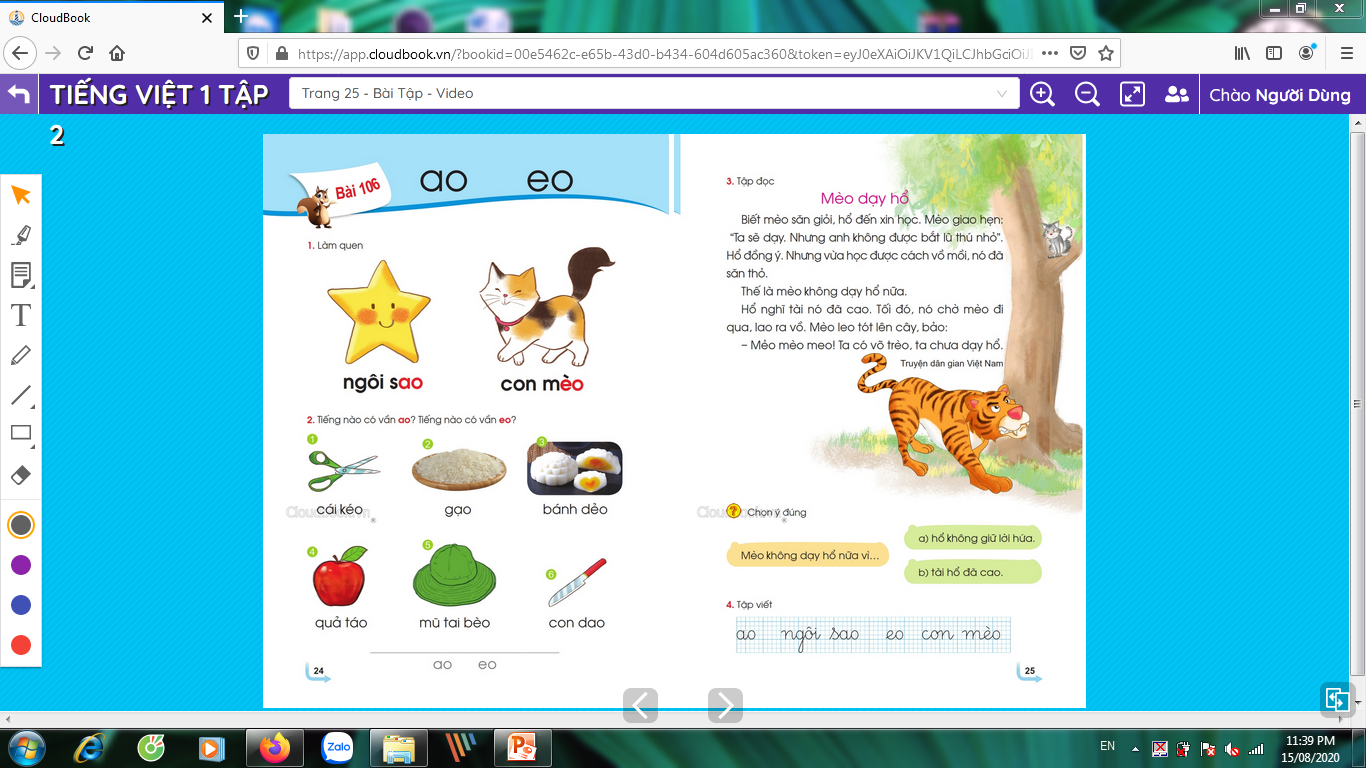 CloudBook
https://app.cloudbook.vn/?bookid=00e5462c-e65b-43d0-b434-604d605ac360&token=eyJ0eXAiOiJKV1QiLCJhbGciOiJ
TIẾNG VIỆT 1 TẬP
2
Trang 25 - Bài Tập - Video
Chào Người Dùng
Bài 106
ao eo
1. Làm quen
ngôi sao
con mèo
2. Tiếng nào có vần ao? Tiếng nào có vần eo?
1
2
3
cái kéo
gạo
bánh dẻo
4
5
6
quả táo
mũ tai bèo
con dao
ao eo
24
3. Tập đọc
Mèo dạy hổ
Biết mèo săn giỏi, hổ đến xin học. Mèo giao hẹn:
"Ta sẽ dạy. Nhưng anh không được bắt lũ thú nhỏ".
Hổ đồng ý. Nhưng vừa học được cách vồ mồi, nó đã
săn thỏ.
Thế là mèo không dạy hổ nữa.
Hổ nghĩ tài nó đã cao. Tối đó, nó chờ mèo đi
qua, lao ra vồ. Mèo leo tót lên cây, bảo:
– Méo mèo meo! Ta có võ trèo, ta chưa dạy hổ.
Truyện dân gian Việt Nam
? Chọn ý đúng
Mèo không dạy hổ nữa vì...
a) hổ không giữ lời hứa.
b) tài hổ đã cao.
4. Tập viết
ao ngôi sao eo con mèo
25
T
Zalo
EN
11:39 PM
15/08/2020